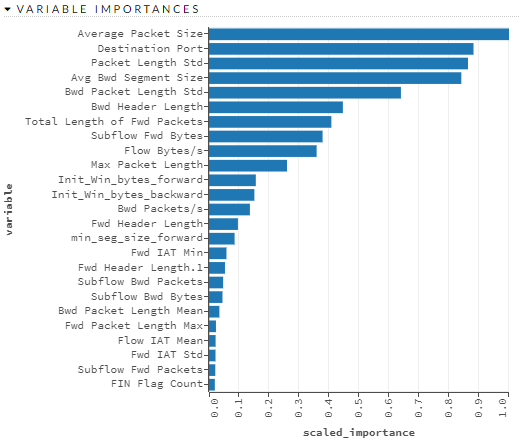 VARIABLE IMPORTANCES
Average Packet Size
Destination Port
Packet Length Std
Avg Bwd Segment Size
Bwd Packet Length Std
Bwd Header Length
Total Length of Fwd Packets
Subflow Fwd Bytes
Flow Bytes/s
Max Packet Length
Init_Win_bytes_forward
Init_Win_bytes_backward
Bwd Packets/s
Fwd Header Length
min_seg_size_forward
Fwd IAT Min
Fwd Header Length.1
Subflow Bwd Packets
Subflow Bwd Bytes
Bwd Packet Length Mean
Fwd Packet Length Max
Flow IAT Mean
Fwd IAT Std
Subflow Fwd Packets
FIN Flag Count
variable
0.0 0.1 0.2 0.3 0.4 0.5 0.6 0.7 0.8 0.9 1.0
scaled_importance